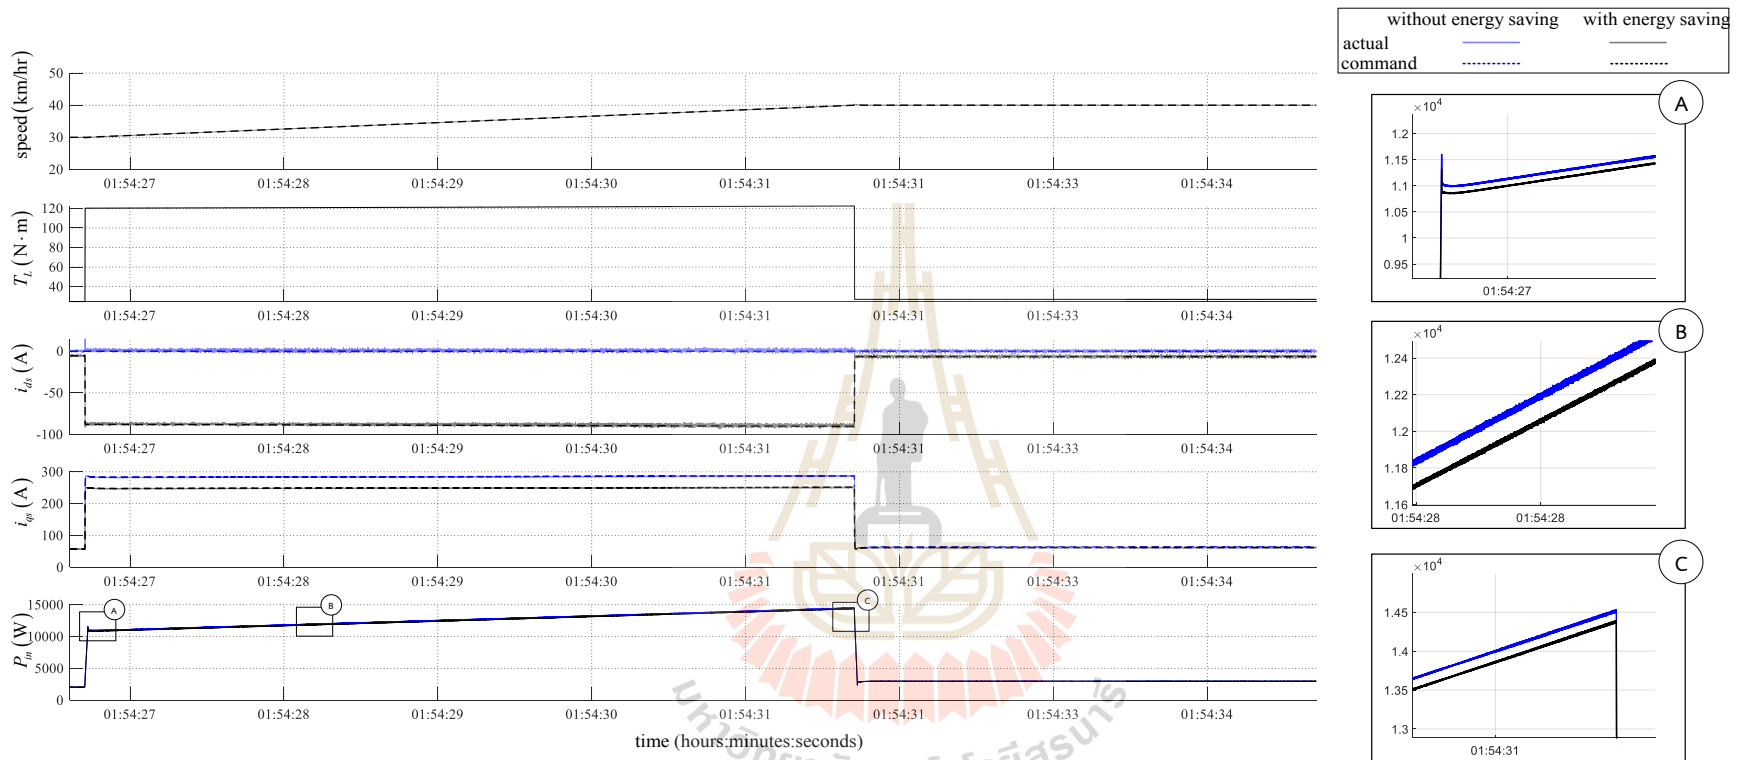 without energy saving with energy saving
actual
command
speed (km/hr)
50
40
30
20
01:54:27 01:54:28 01:54:29 01:54:30 01:54:31 01:54:31 01:54:33 01:54:34
T_L (N·m)
120
100
80
60
40
01:54:27 01:54:28 01:54:29 01:54:30 01:54:31 01:54:31 01:54:33 01:54:34
i_ds (A)
0
-50
-100
01:54:27 01:54:28 01:54:29 01:54:30 01:54:31 01:54:31 01:54:33 01:54:34
i_qs (A)
300
200
100
0
01:54:27 01:54:28 01:54:29 01:54:30 01:54:31 01:54:31 01:54:33 01:54:34
P_in (W)
15000
10000
5000
0
A
B
C
01:54:27 01:54:28 01:54:29 01:54:30 01:54:31 01:54:31 01:54:33 01:54:34
time (hours:minutes:seconds)
A
×10⁴
1.2
1.15
1.1
1.05
1
0.95
01:54:27
B
×10⁴
1.24
1.22
1.2
1.18
1.16
01:54:28 01:54:28
C
×10⁴
1.45
1.4
1.35
1.3
01:54:31